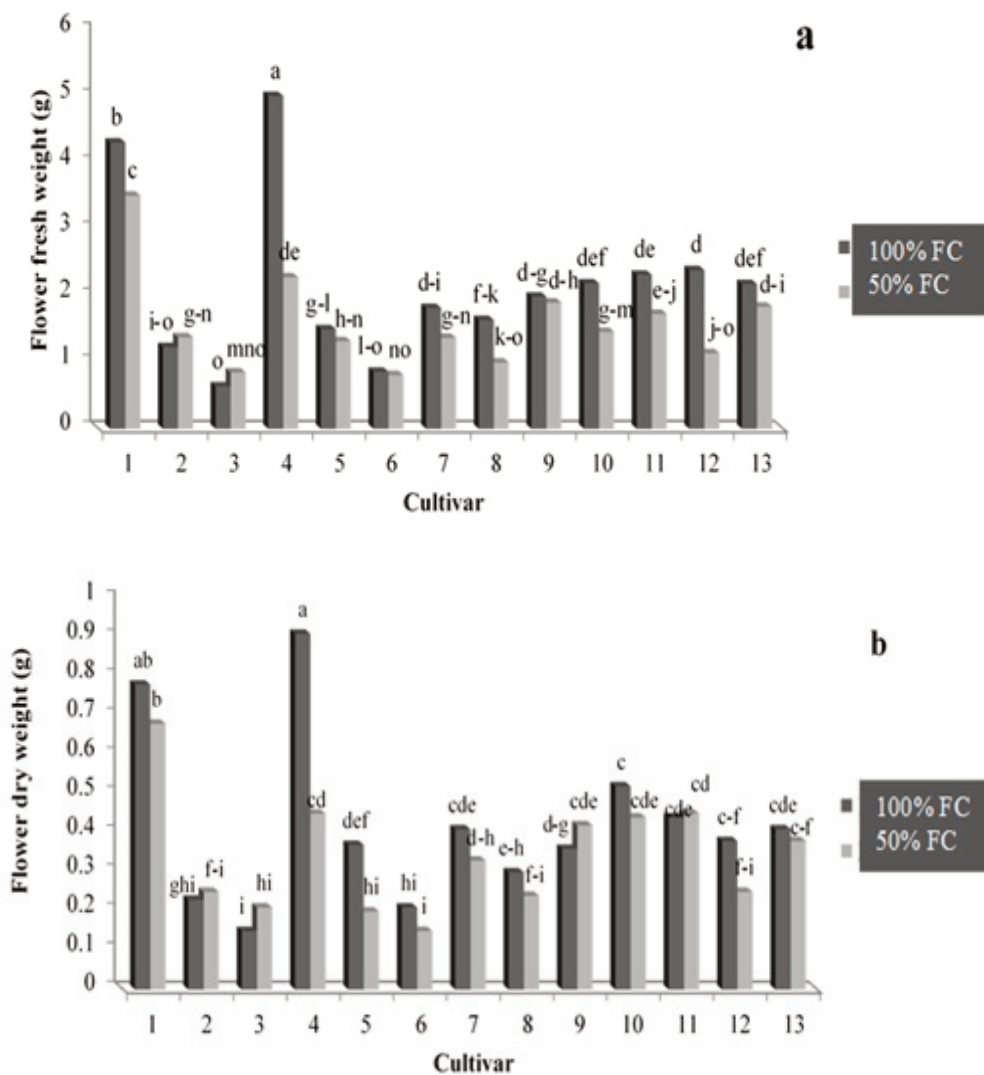 a
Flower fresh weight (g)
6
5
4
3
2
1
0
b
c
i-o
g-n
o
mno
a
de
g-l
h-n
l-o
no
d-i
g-n
f-k
k-o
d-g
d-h
def
g-m
de
e-j
d
j-o
def
d-i
100% FC
50% FC
1 2 3 4 5 6 7 8 9 10 11 12 13
Cultivar
b
Flower dry weight (g)
1
0.9
0.8
0.7
0.6
0.5
0.4
0.3
0.2
0.1
0
ab
b
ghi
f-i
i
hi
a
cd
def
hi
hi
i
cde
d-h
e-h
f-i
d-g
cde
c
cde
cde
cd
c-f
f-i
cde
c-f
100% FC
50% FC
1 2 3 4 5 6 7 8 9 10 11 12 13
Cultivar